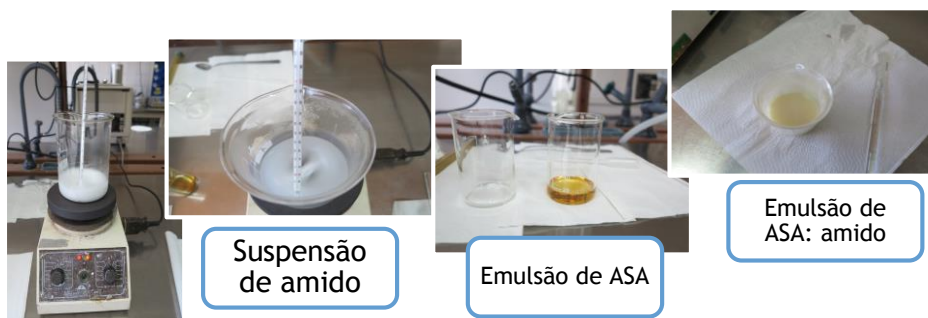 Suspensão
de amido
Emulsão de ASA
Emulsão de
ASA: amido